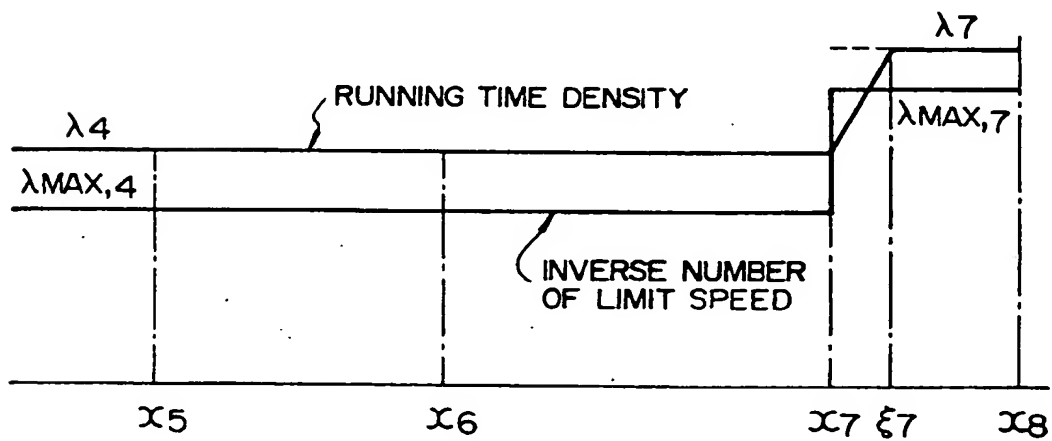 λ7
RUNNING TIME DENSITY
λ4
λMAX,7
λMAX,4
INVERSE NUMBER
OF LIMIT SPEED
x5 x6 x7 ξ7 x8